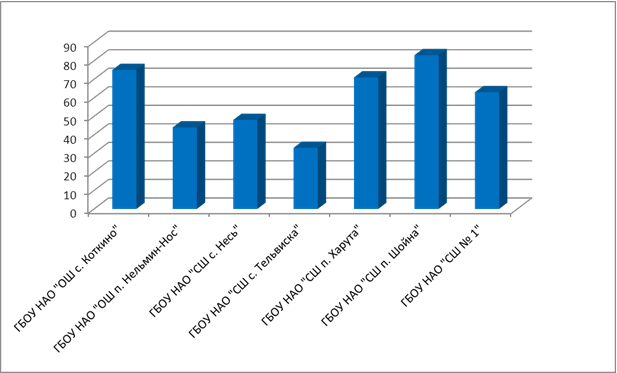 90
80
70
60
50
40
30
20
10
0
ГБОУ НАО "ОШ с. Коткино"
ГБОУ НАО "ОШ п. Нельмин-Нос"
ГБОУ НАО "СШ с. Несь"
ГБОУ НАО "СШ с. Тельвиска"
ГБОУ НАО "СШ п. Харута"
ГБОУ НАО "СШ п. Шойна"
ГБОУ НАО "СШ № 1"